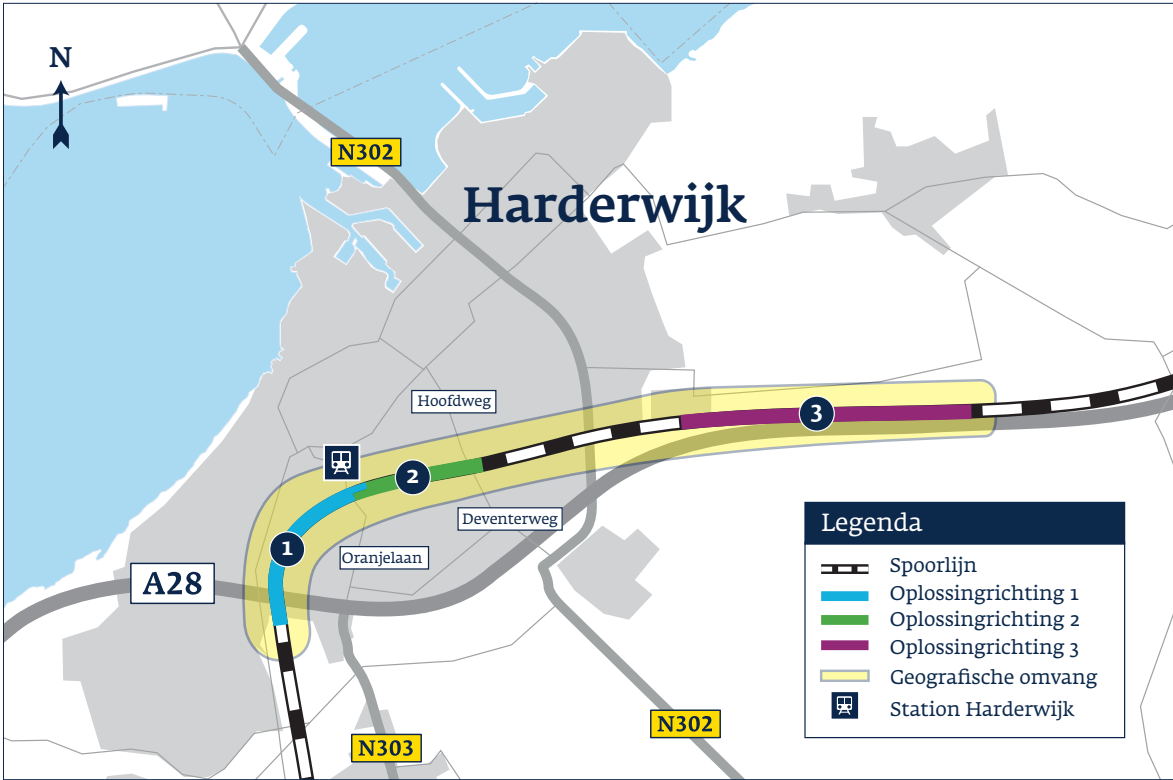 N
N302
Harderwijk
Hoofdweg
3
2
Deventerweg
1
Oranjelaan
A28
N302
N303
Legenda
Spoorlijn
Oplossingrichting 1
Oplossingrichting 2
Oplossingrichting 3
Geografische omvang
Station Harderwijk